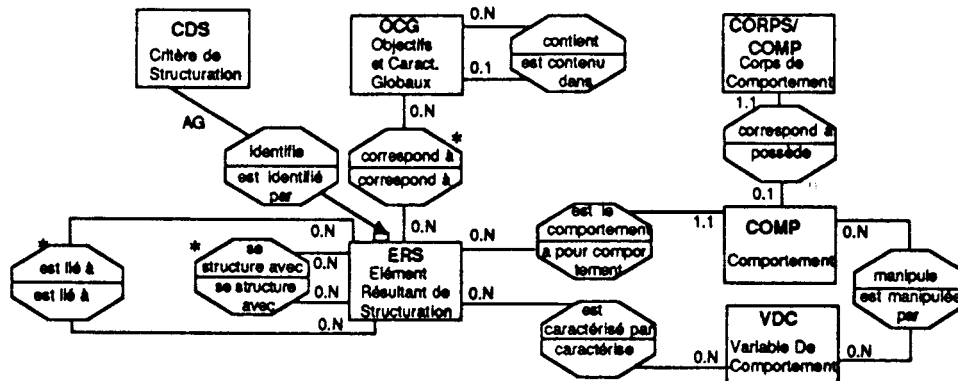 CDS
Critère de
Structuration
AG
OCG
Objectifs
et Caract.
Globaux
0.N
0.1
contient
est contenu
dans
CORPS/
COMP
Corps de
Comportement
1.1
correspond à
possède
0.1
identifie
est identifié
par
0.N
*
correspond à
correspond à
0.N
*
est lié à
est lié à
0.N
0.N
*
se
structure avec
se structure
avec
0.N
0.N
ERS
Elément
Résultant de
Structuration
0.N
est le
comportement
a pour compor
tement
1.1
COMP
Comportement
0.N
manipule
est manipulée
par
0.N
0.N
est
caractérisé par
caractérise
0.N
VDC
Variable De
Comportement